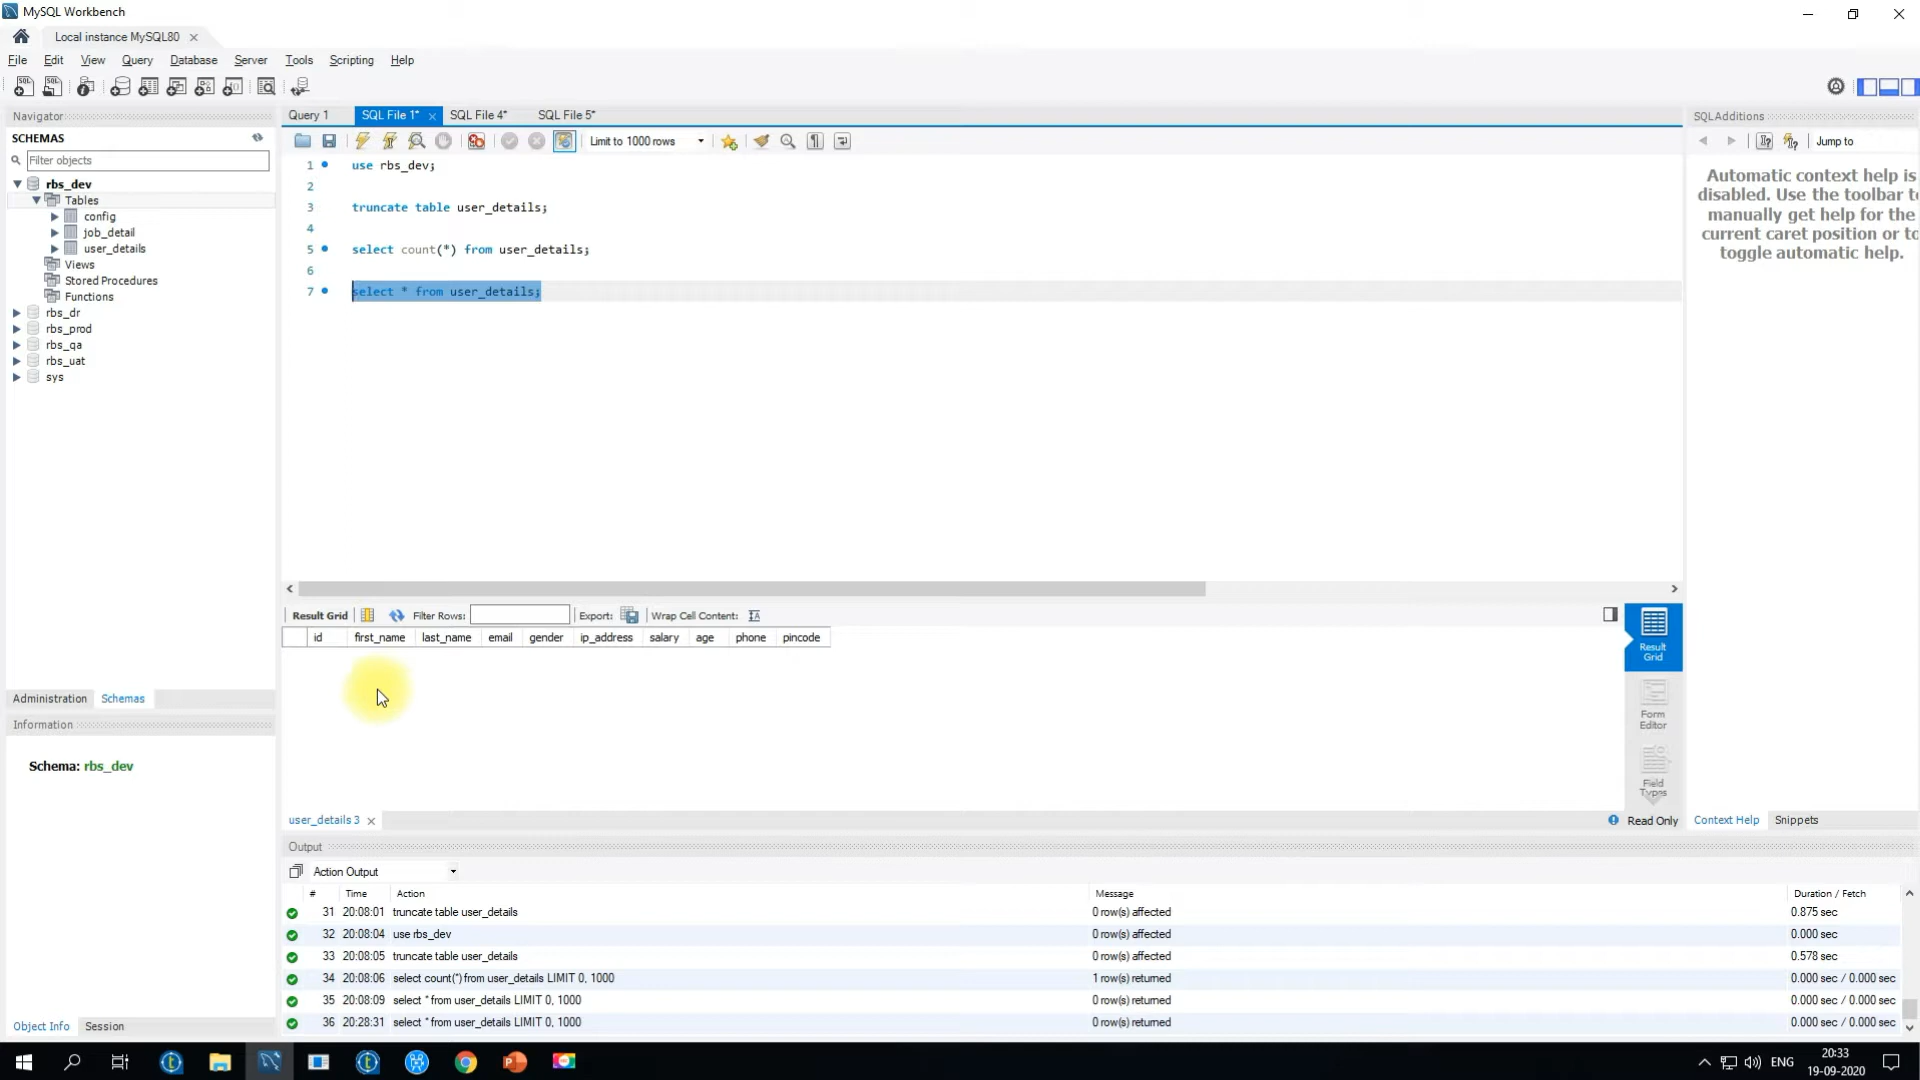 MySQL Workbench
Local instance MySQL80
File Edit View Query Database Server Tools Scripting Help
Navigator
SCHEMAS
Filter objects
rbs_dev
Tables
config
job_detail
user_details
Views
Stored Procedures
Functions
rbs_dr
rbs_prod
rbs_qa
rbs_uat
sys
Administration Schemas
Information
Schema: rbs_dev
Object Info Session
Query 1 SQL File 1* SQL File 4* SQL File 5*
Limit to 1000 rows
1 use rbs_dev;
2
3 truncate table user_details;
4
5 select count(*) from user_details;
6
7 select * from user_details;
Result Grid Filter Rows: Export: Wrap Cell Content:
id first_name last_name email gender ip_address salary age phone pincode
Result Grid
Form Editor
Field Types
user_details 3
Read Only
SQLAdditions
Jump to
Automatic context help is
disabled. Use the toolbar to
manually get help for the
current caret position or to
toggle automatic help.
Context Help Snippets
Output
Action Output
# Time Action Message Duration / Fetch
31 20:08:01 truncate table user_details 0 row(s) affected 0.875 sec
32 20:08:04 use rbs_dev 0 row(s) affected 0.000 sec
33 20:08:05 truncate table user_details 0 row(s) affected 0.578 sec
34 20:08:06 select count(*) from user_details LIMIT 0, 1000 1 row(s) returned 0.000 sec / 0.000 sec
35 20:08:09 select * from user_details LIMIT 0, 1000 0 row(s) returned 0.000 sec / 0.000 sec
36 20:28:31 select * from user_details LIMIT 0, 1000 0 row(s) returned 0.000 sec / 0.000 sec
ENG
20:33
19-09-2020